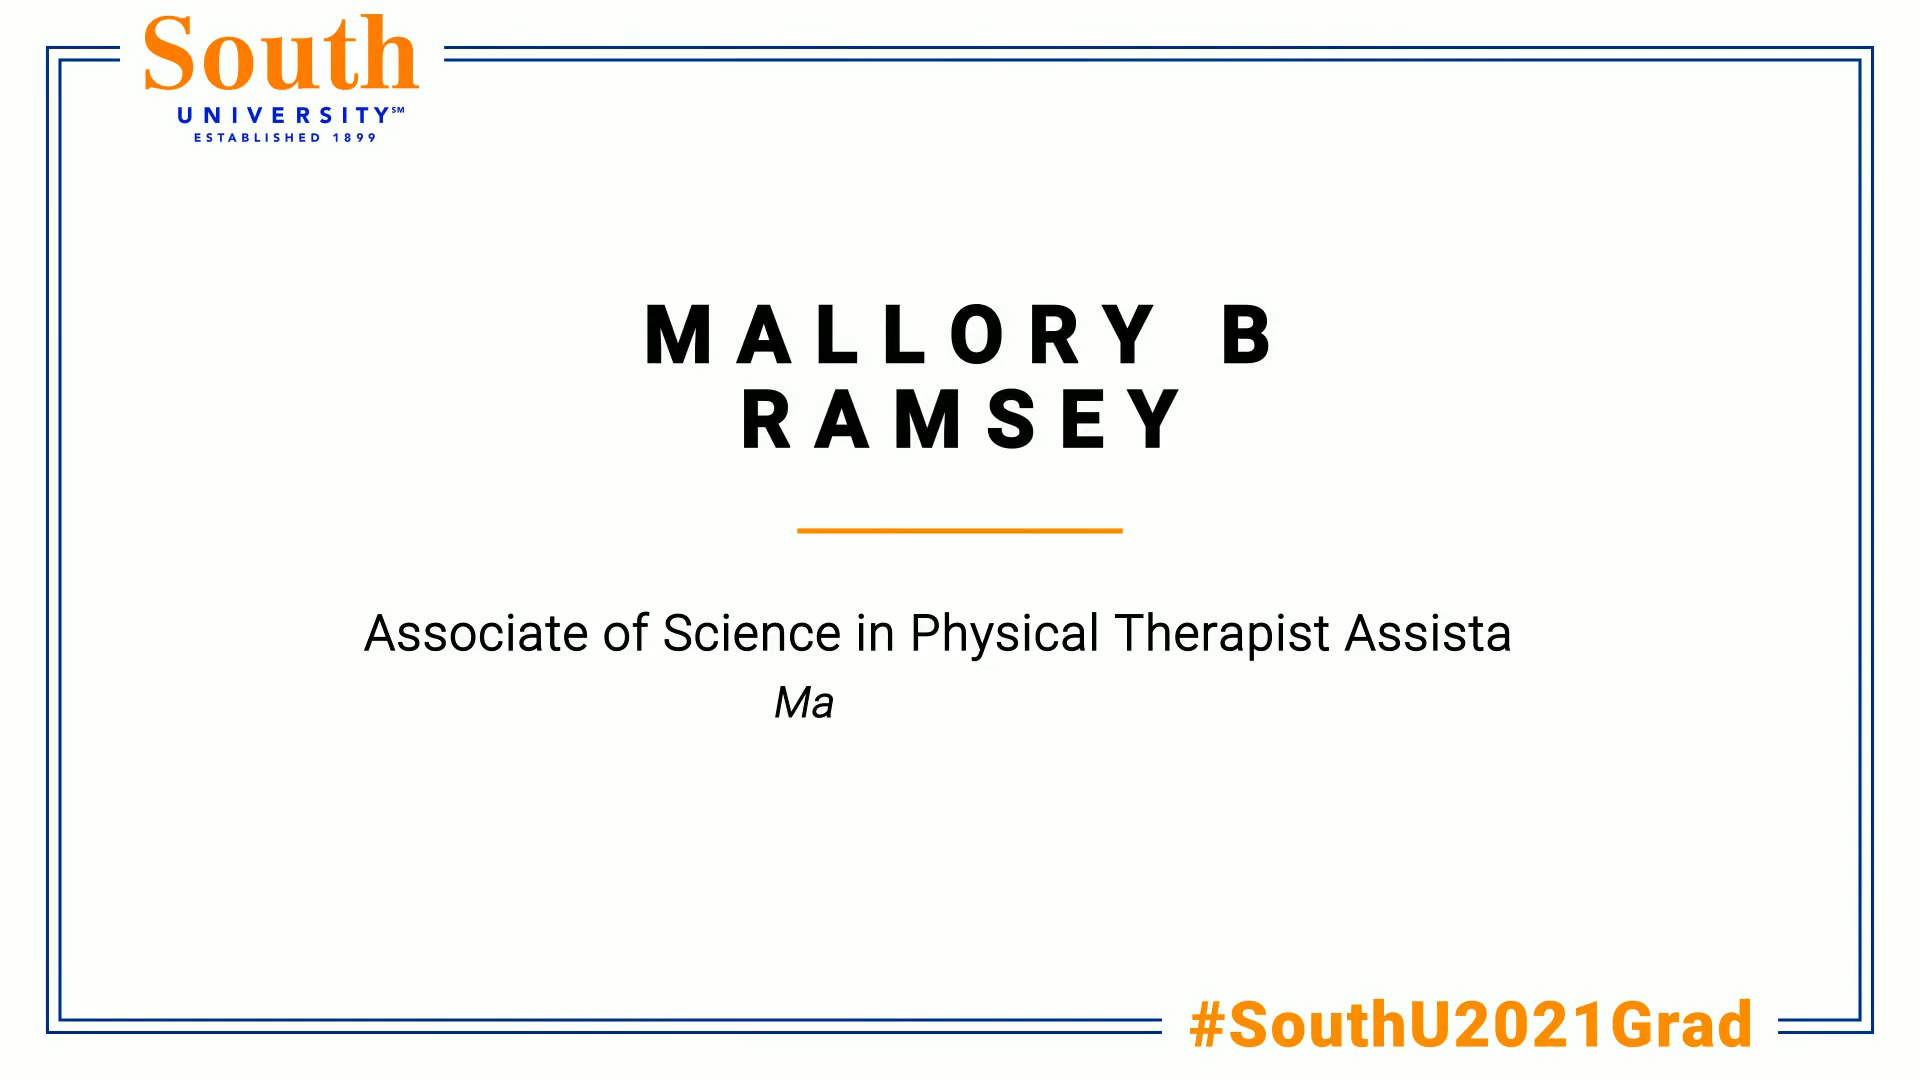 South
UNIVERSITY℠
ESTABLISHED 1899
MALLORY B
RAMSEY
Associate of Science in Physical Therapist Assista
Ma
#SouthU2021Grad